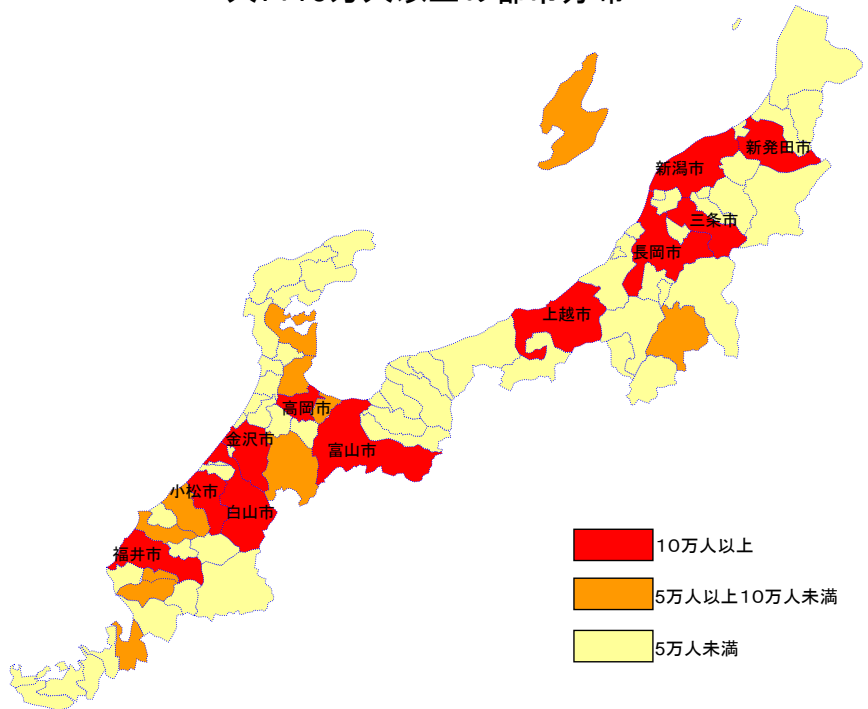 新発田市
新潟市
三条市
長岡市
上越市
高岡市
金沢市
富山市
小松市
白山市
福井市
10万人以上
5万人以上10万人未満
5万人未満